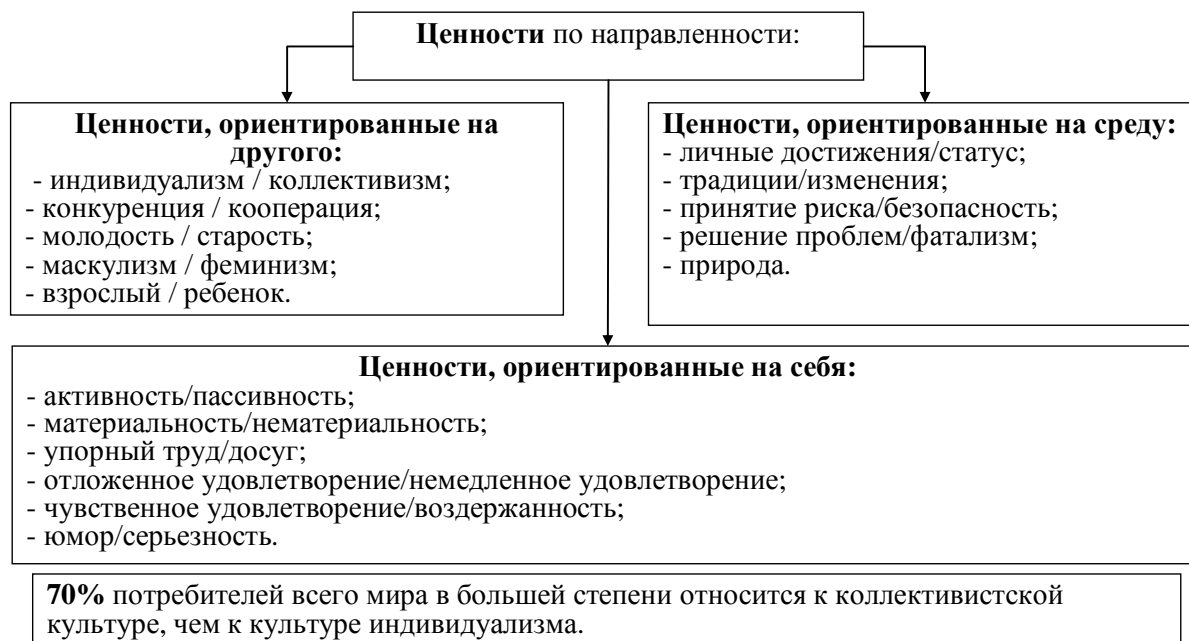 Ценности по направленности:
Ценности, ориентированные на
другого:
- индивидуализм / коллективизм;
- конкуренция / кооперация;
- молодость / старость;
- маскулизм / феминизм;
- взрослый / ребенок.
Ценности, ориентированные на среду:
- личные достижения/статус;
- традиции/изменения;
- принятие риска/безопасность;
- решение проблем/фатализм;
- природа.
Ценности, ориентированные на себя:
- активность/пассивность;
- материальность/нематериальность;
- упорный труд/досуг;
- отложенное удовлетворение/немедленное удовлетворение;
- чувственное удовлетворение/воздержанность;
- юмор/серьезность.
70% потребителей всего мира в большей степени относится к коллективистской
культуре, чем к культуре индивидуализма.